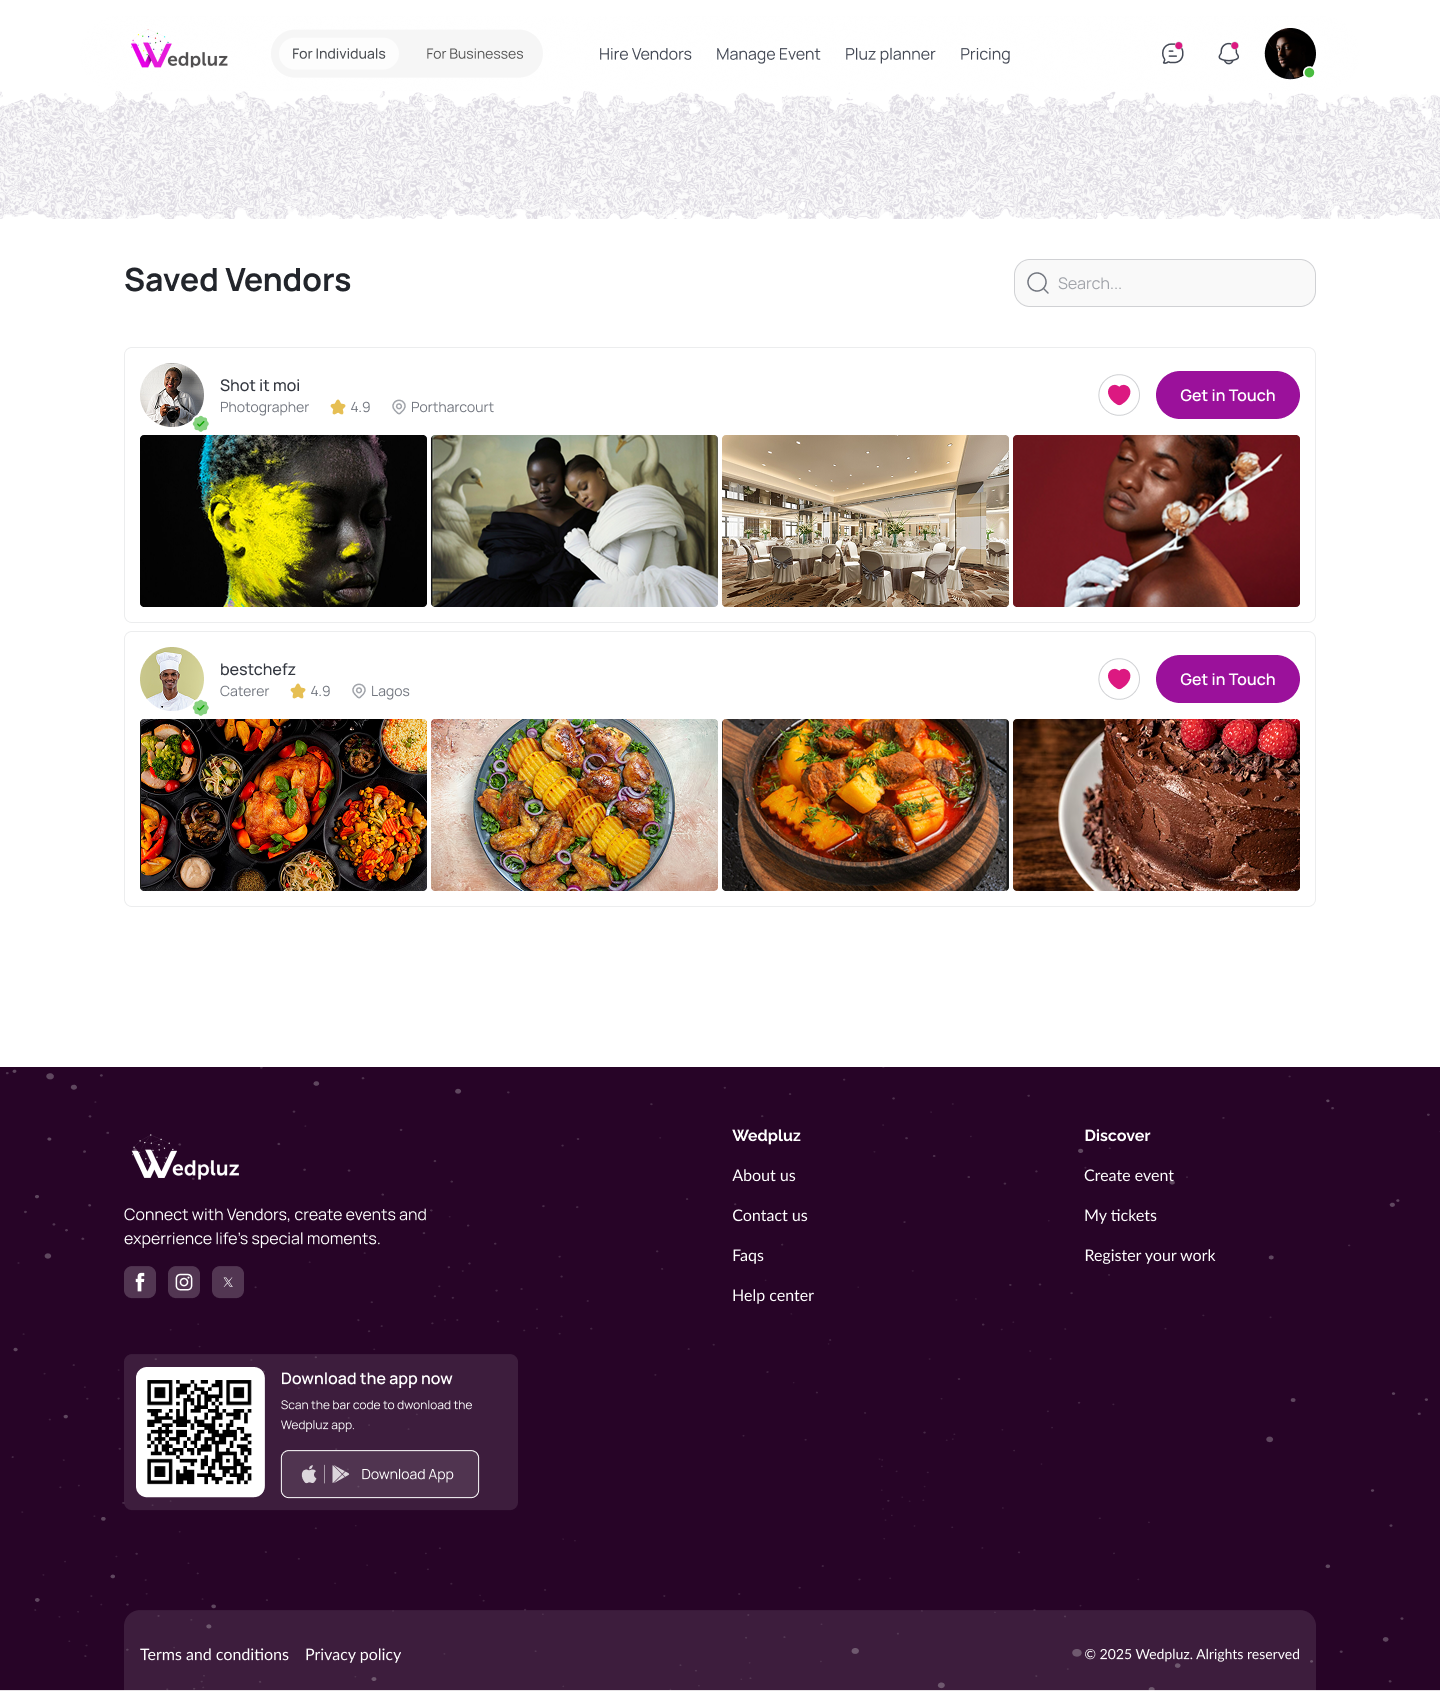 Wedpluz
For Individuals
For Businesses
Hire Vendors
Manage Event
Pluz planner
Pricing
Saved Vendors
Search...
Shot it moi
Photographer
4.9
Portharcourt
Get in Touch
bestchefz
Caterer
4.9
Lagos
Get in Touch
Wedpluz
Connect with Vendors, create events and
experrience life's special moments.
Download the app now
Scan the bar code to dwonload the
Wedpluz app.
Download App
Wedpluz
About us
Contact us
Faqs
Help center
Discover
Create event
My tickets
Register your work
Terms and conditions
Privacy policy
© 2025 Wedpluz. Alrights reserved